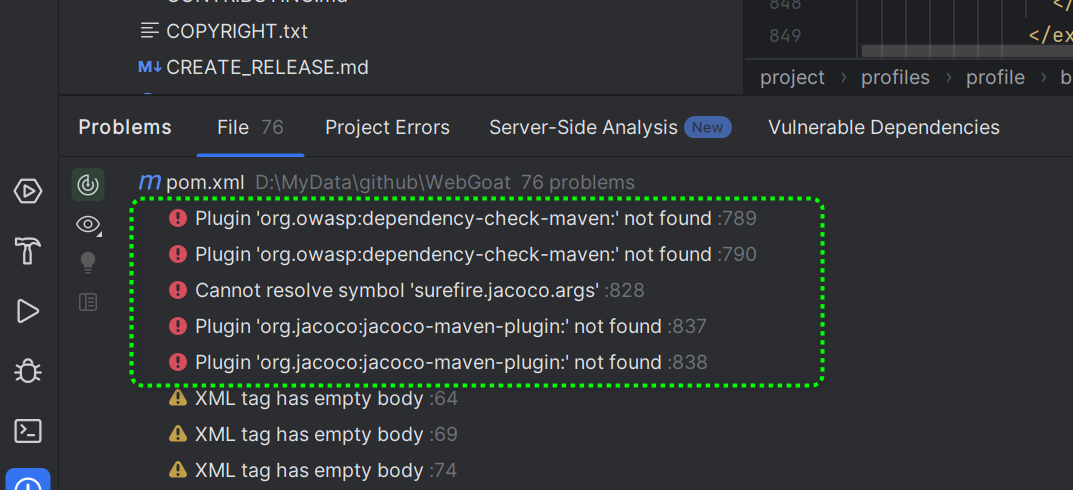 CONTRIBUTING.md
COPYRIGHT.txt
M↓ CREATE_RELEASE.md
848 </
849 </ex
project › profiles › profile › b
Problems File 76 Project Errors Server-Side Analysis New Vulnerable Dependencies
m pom.xml D:\MyData\github\WebGoat 76 problems
Plugin 'org.owasp:dependency-check-maven:' not found :789
Plugin 'org.owasp:dependency-check-maven:' not found :790
Cannot resolve symbol 'surefire.jacoco.args' :828
Plugin 'org.jacoco:jacoco-maven-plugin:' not found :837
Plugin 'org.jacoco:jacoco-maven-plugin:' not found :838
XML tag has empty body :64
XML tag has empty body :69
XML tag has empty body :74